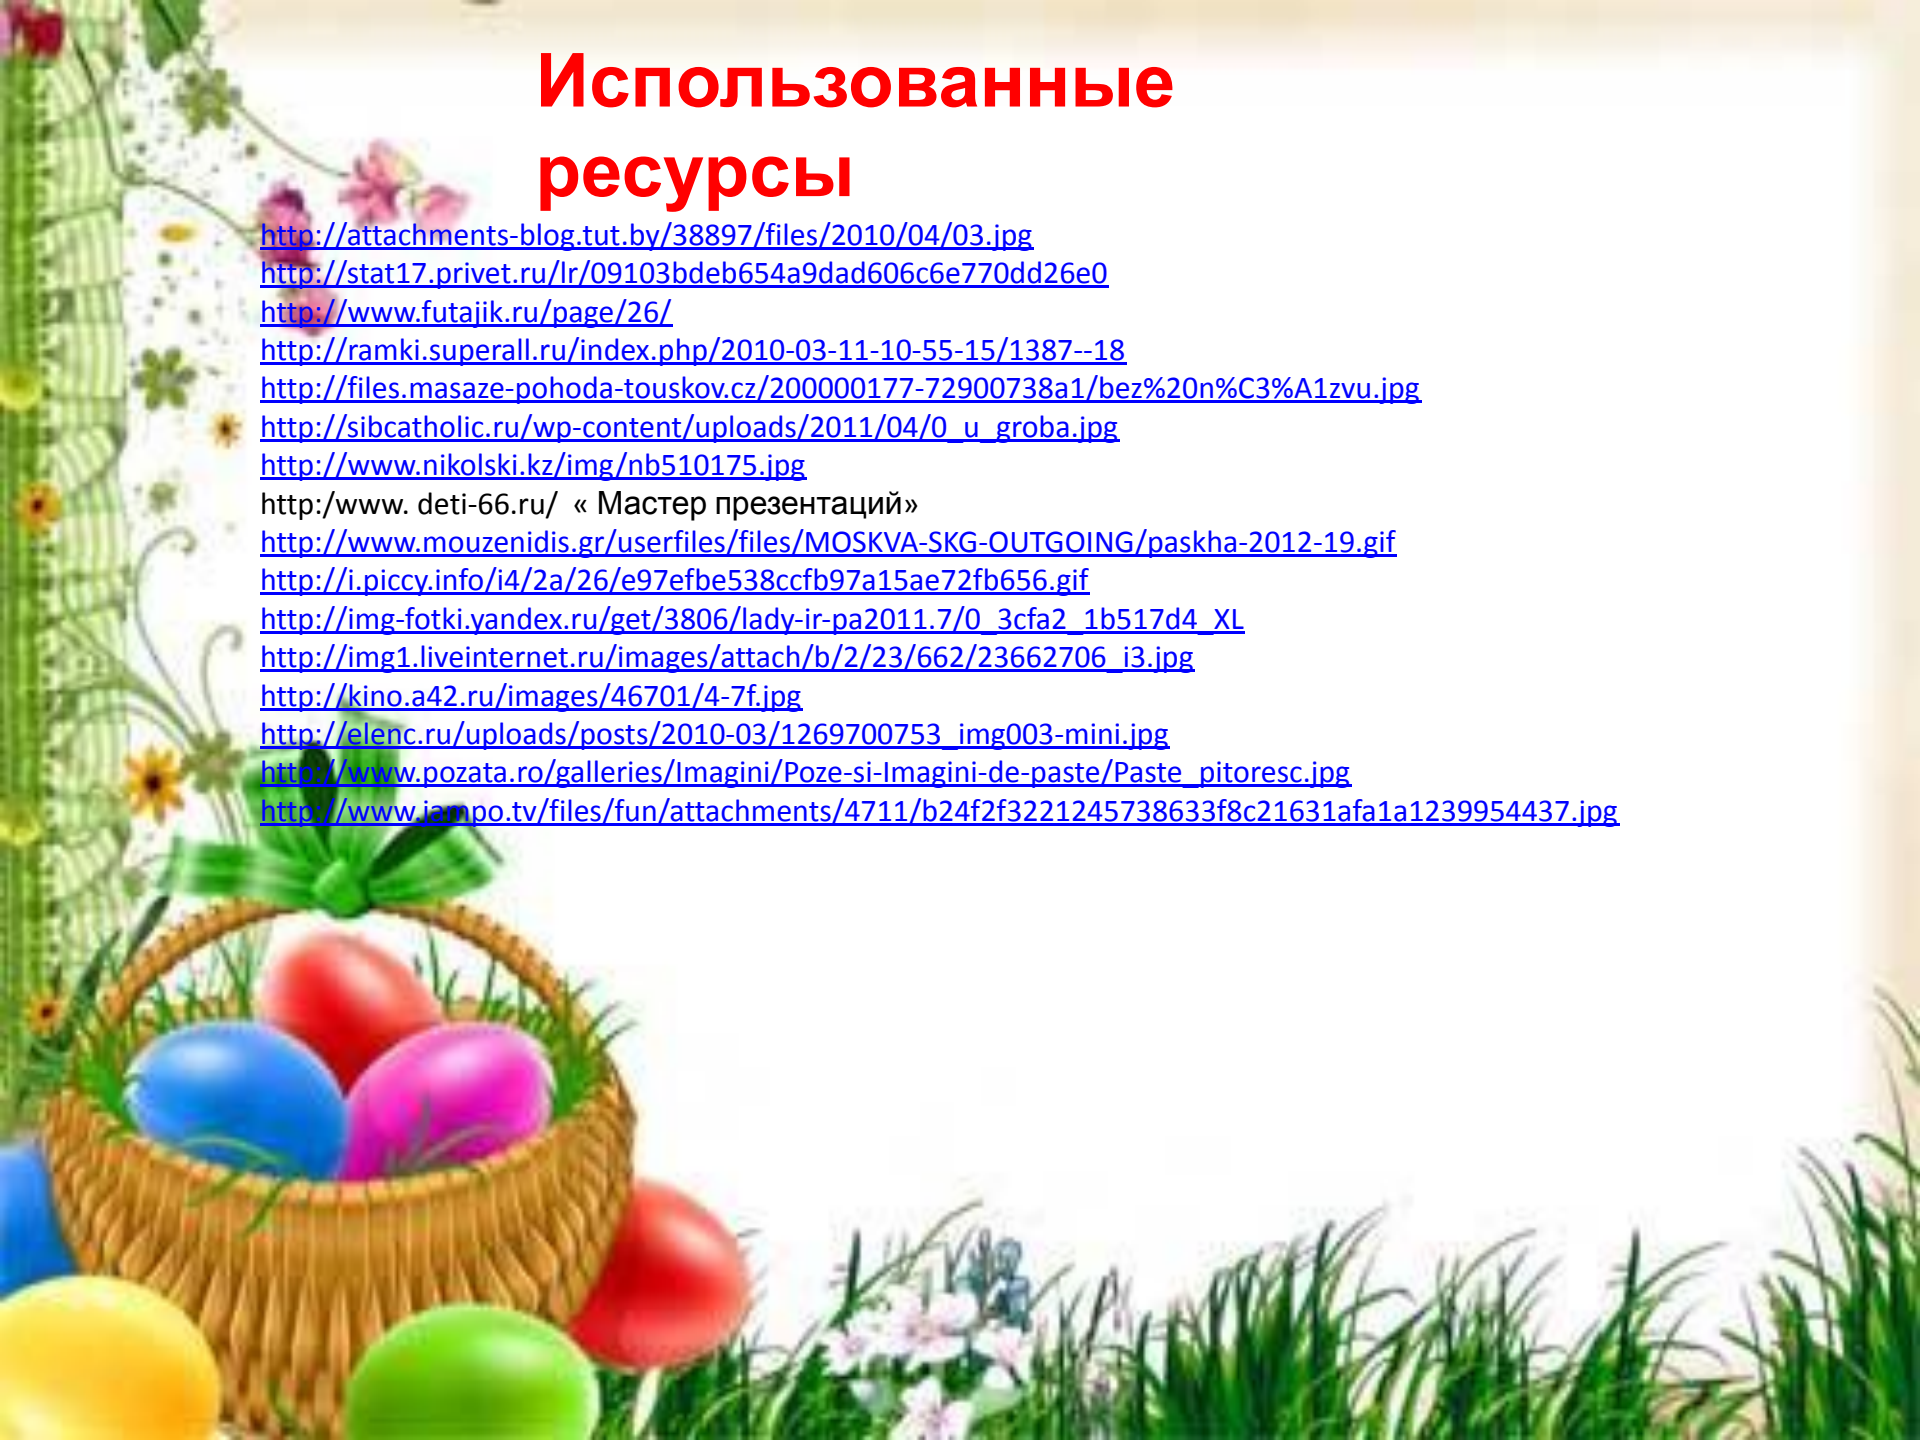 Использованные
ресурсы
http://attachments-blog.tut.by/38897/files/2010/04/03.jpg
http://stat17.privet.ru/lr/09103bdeb654a9dad606c6e770dd26e0
http://www.futajik.ru/page/26/
http://ramki.superall.ru/index.php/2010-03-11-10-55-15/1387--18
http://files.masaze-pohoda-touskov.cz/200000177-72900738a1/bez%20n%C3%A1zvu.jpg
http://sibcatholic.ru/wp-content/uploads/2011/04/0_u_groba.jpg
http://www.nikolski.kz/img/nb510175.jpg
http:/www. deti-66.ru/ « Мастер презентаций»
http://www.mouzenidis.gr/userfiles/files/MOSKVA-SKG-OUTGOING/paskha-2012-19.gif
http://i.piccy.info/i4/2a/26/e97efbe538ccfb97a15ae72fb656.gif
http://img-fotki.yandex.ru/get/3806/lady-ir-pa2011.7/0_3cfa2_1b517d4_XL
http://img1.liveinternet.ru/images/attach/b/2/23/662/23662706_i3.jpg
http://kino.a42.ru/images/46701/4-7f.jpg
http://elenc.ru/uploads/posts/2010-03/1269700753_img003-mini.jpg
http://www.pozata.ro/galleries/Imagini/Poze-si-Imagini-de-paste/Paste_pitoresc.jpg
http://www.jampo.tv/files/fun/attachments/4711/b24f2f3221245738633f8c21631afa1a1239954437.jpg